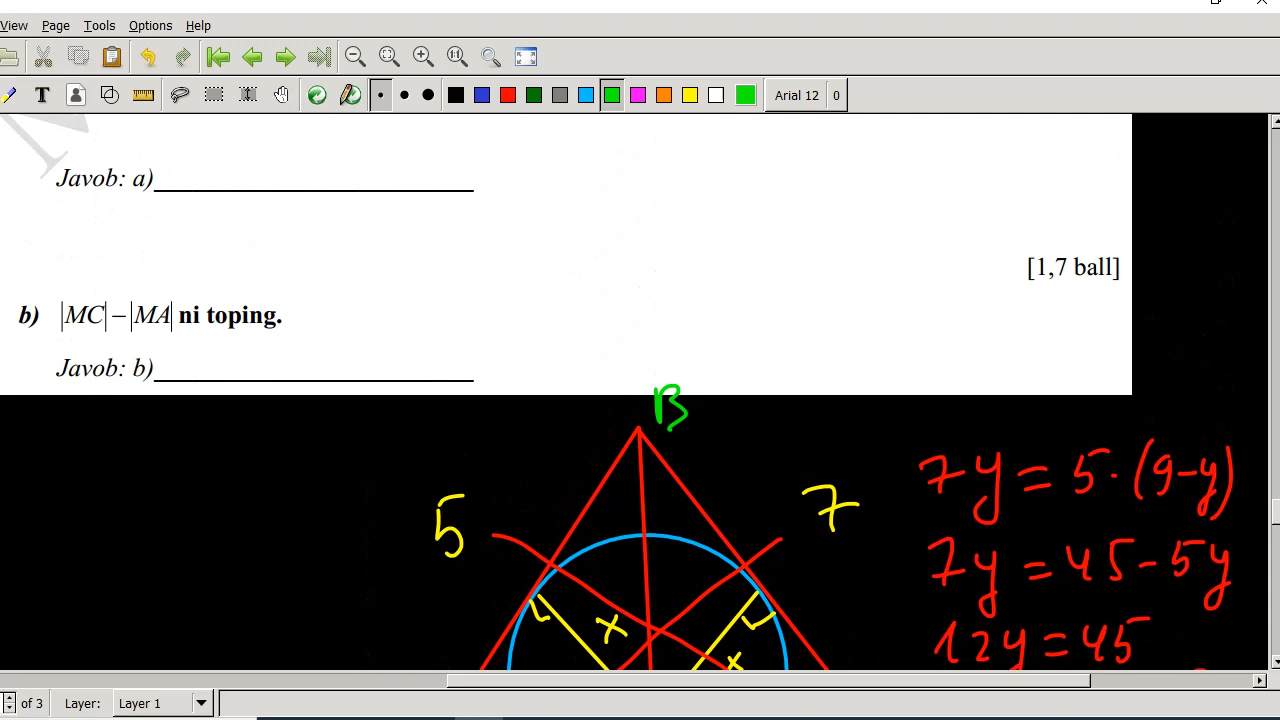 View Page Tools Options Help
T Arial 12 0
Javob: a)
[1,7 ball]
b) |MC| – |MA| ni toping.
Javob: b)
B
5
7
x
x
7y = 5·(9-y)
7y = 45 - 5y
12y = 45
of 3 Layer: Layer 1